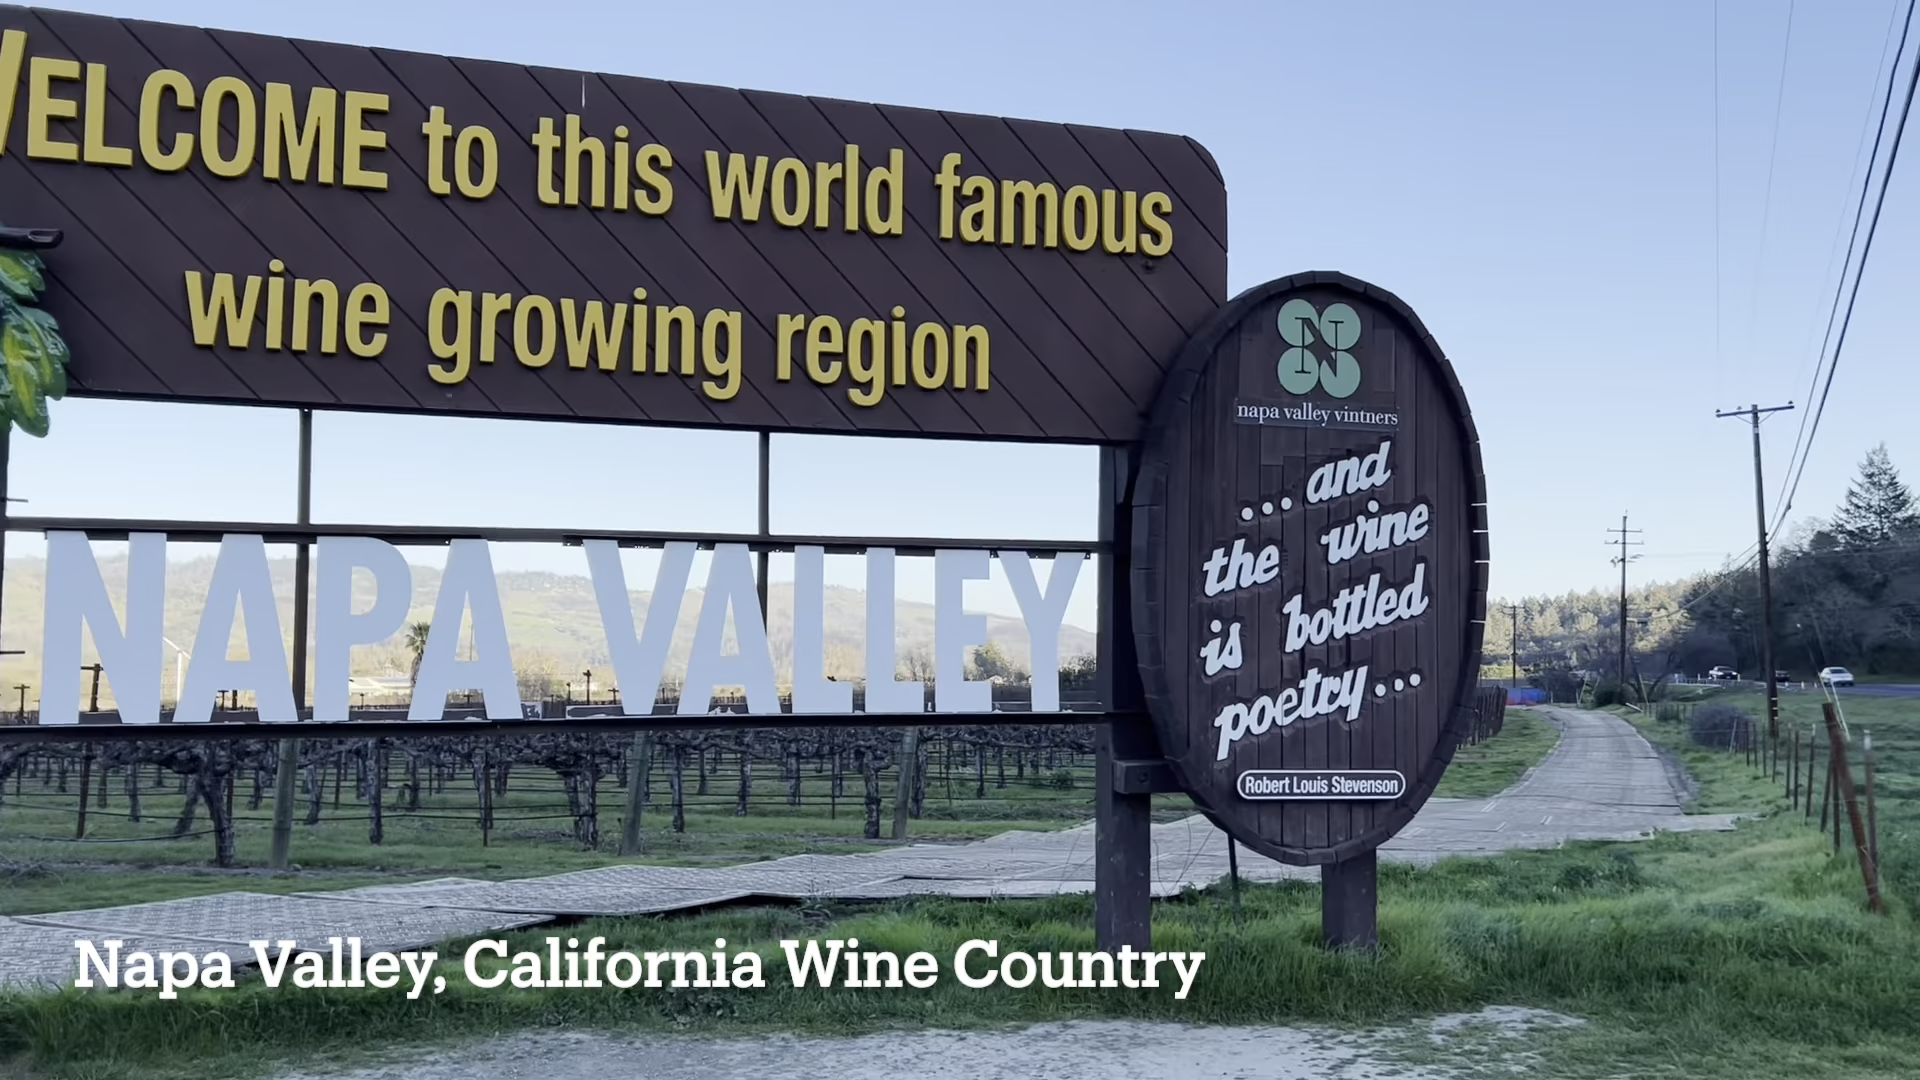 WELCOME to this world famous
wine growing region
NAPA VALLEY
N
napa valley vintners
...and
the wine
is bottled
poetry...
Robert Louis Stevenson
Napa Valley, California Wine Country